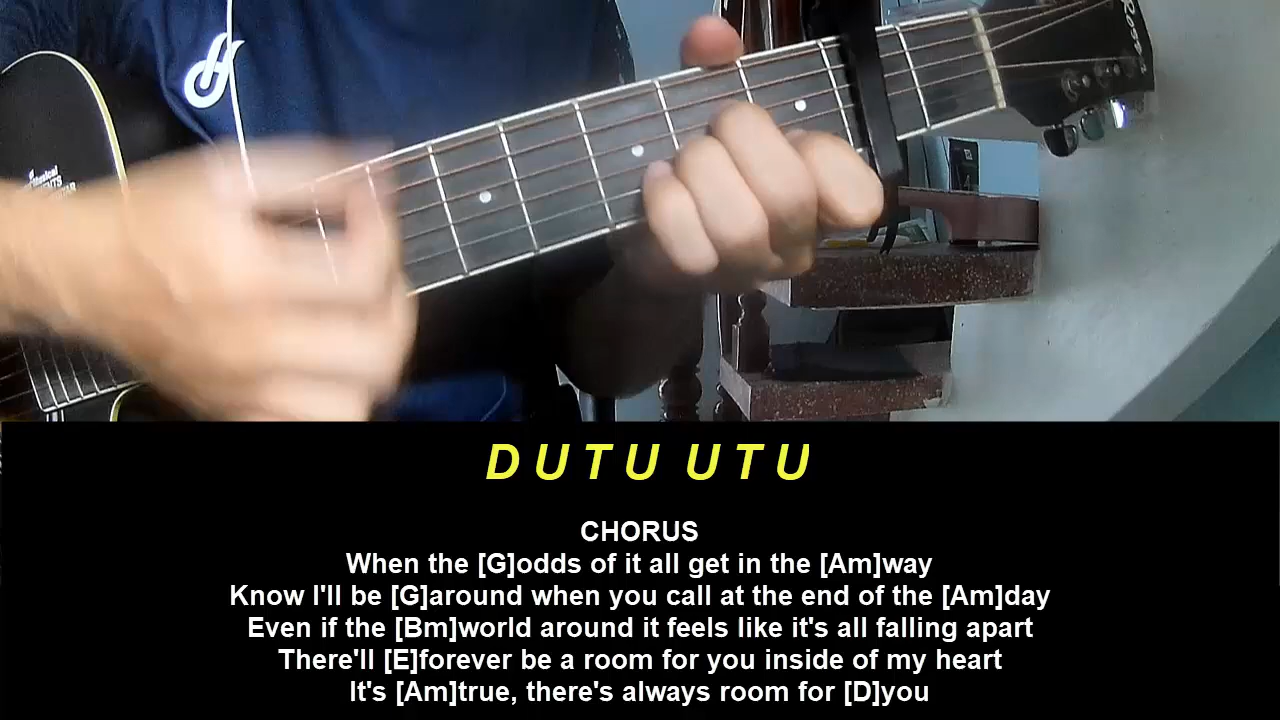 D U T U U T U
CHORUS
When the [G]odds of it all get in the [Am]way
Know I'll be [G]around when you call at the end of the [Am]day
Even if the [Bm]world around it feels like it's all falling apart
There'll [E]forever be a room for you inside of my heart
It's [Am]true, there's always room for [D]you